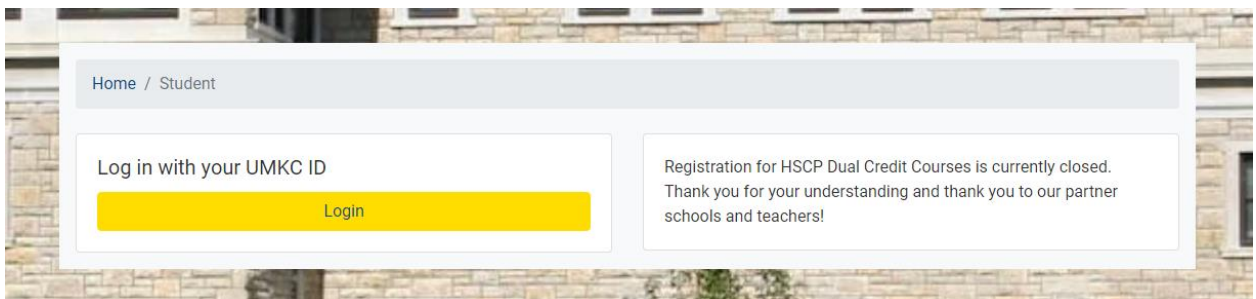 Home / Student
Log in with your UMKC ID
Login
Registration for HSCP Dual Credit Courses is currently closed.
Thank you for your understanding and thank you to our partner
schools and teachers!